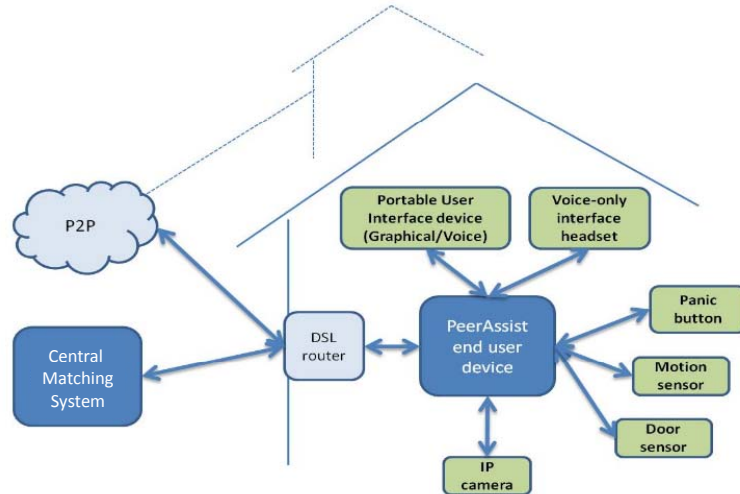 P2P
Central
Matching
System
DSL
router
Portable User
Interface device
(Graphical/Voice)
Voice-only
interface
headset
PeerAssist
end user
device
Panic
button
Motion
sensor
Door
sensor
IP
camera